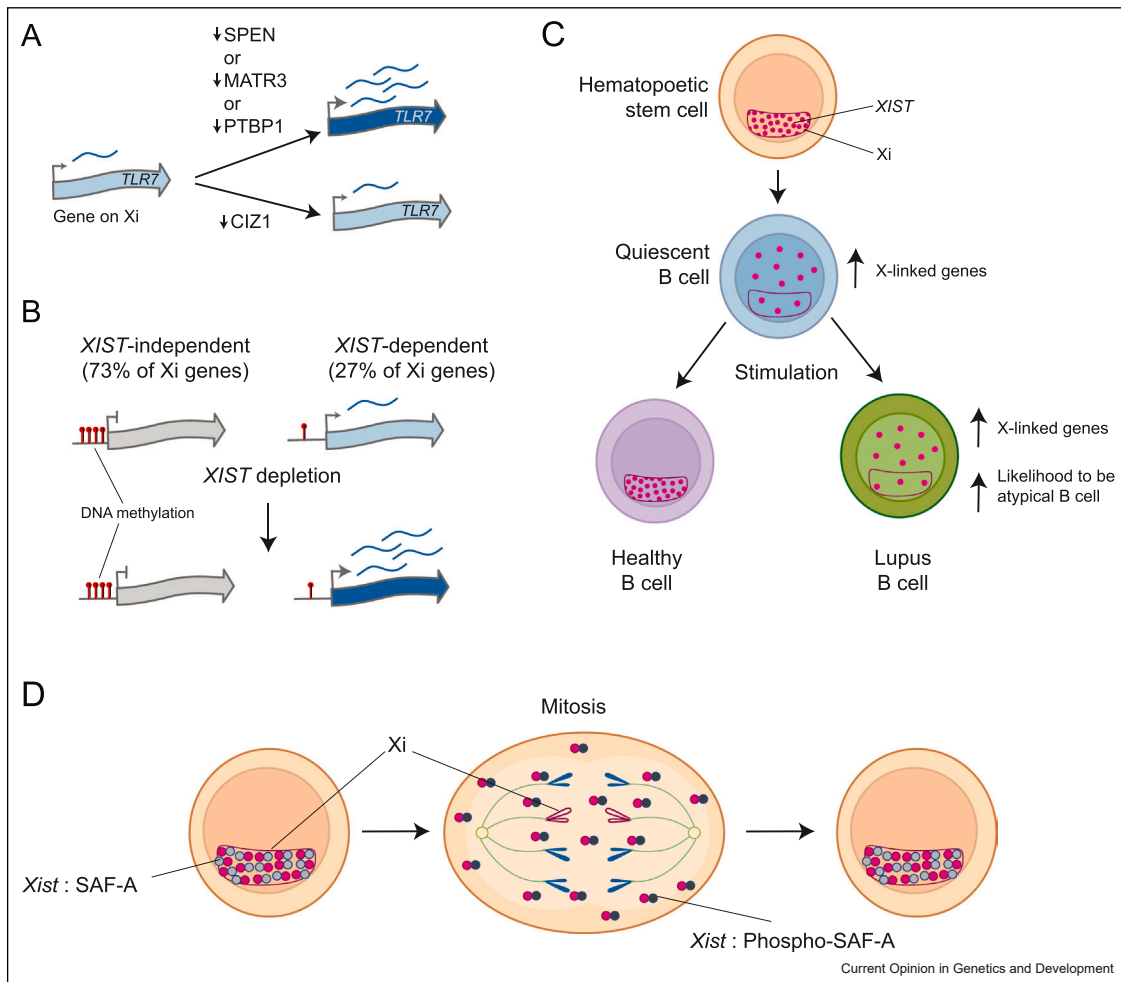 A
↓SPEN
or
↓MATR3
or
↓PTBP1
TLR7
TLR7
Gene on Xi
↓CIZ1
TLR7
B
XIST-independent
(73% of Xi genes)
XIST-dependent
(27% of Xi genes)
XIST depletion
DNA methylation
C
Hematopoetic
stem cell
XIST
Xi
Quiescent
B cell
X-linked genes
Stimulation
X-linked genes
Likelihood to be
atypical B cell
Healthy
B cell
Lupus
B cell
D
Mitosis
Xi
Xist : SAF-A
Xist : Phospho-SAF-A
Current Opinion in Genetics and Development